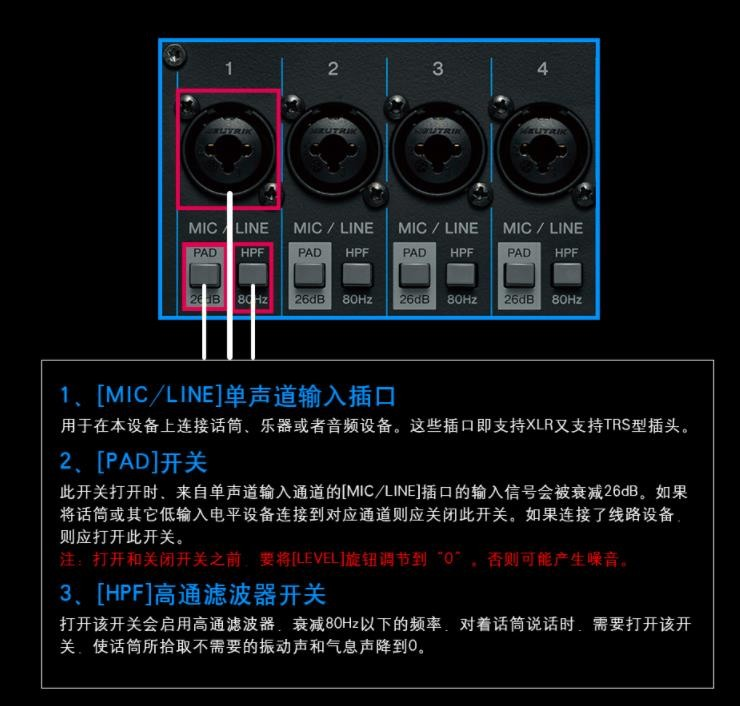 1 2 3 4
NEUTRIK NEUTRIK NEUTRIK NEUTRIK
MIC / LINE MIC / LINE MIC / LINE MIC / LINE
PAD HPF PAD HPF PAD HPF PAD HPF
26dB 80Hz 26dB 80Hz 26dB 80Hz 26dB 80Hz
1、[MIC/LINE]单声道输入插口
用于在本设备上连接话筒、乐器或者音频设备。这些插口即支持XLR又支持TRS型插头。
2、[PAD]开关
此开关打开时、来自单声道输入通道的[MIC/LINE]插口的输入信号会被衰减26dB。如果
将话筒或其它低输入电平设备连接到对应通道则应关闭此开关。如果连接了线路设备.
则应打开此开关。
注：打开和关闭开关之前.要将[LEVEL]旋钮调节到“0”。否则可能产生噪音。
3、[HPF]高通滤波器开关
打开该开关会启用高通滤波器.衰减80Hz以下的频率.对着话筒说话时.需要打开该开
关.使话筒所拾取不需要的振动声和气息声降到0。